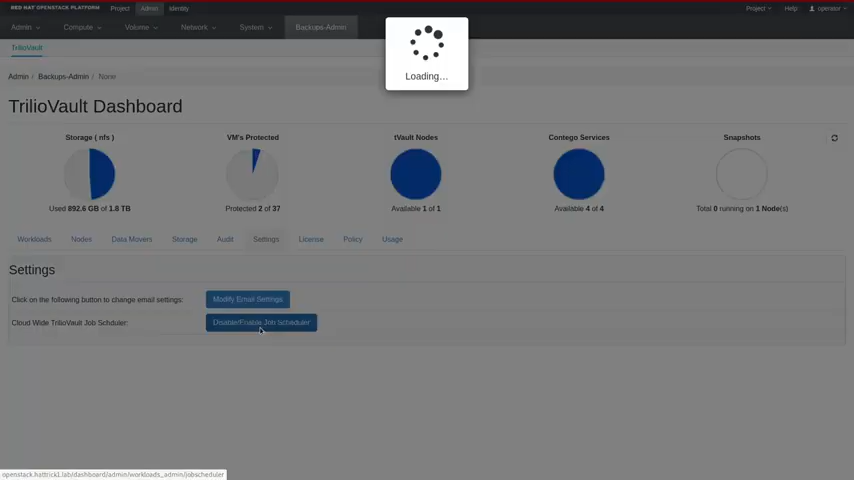 RED HAT OPENSTACK PLATFORM Project Admin Identity Project Help operator
Admin Compute Volume Network System Backups-Admin
TrilioVault
Loading...
Admin / Backups-Admin / None
TrilioVault Dashboard
Storage ( nfs ) VM's Protected tVault Nodes Contego Services Snapshots
Used 892.6 GB of 1.8 TB Protected 2 of 37 Available 1 of 1 Available 4 of 4 Total 0 running on 1 Node(s)
Workloads Nodes Data Movers Storage Audit Settings License Policy Usage
Settings
Click on the following button to change email settings: Modify Email Settings
Cloud Wide TrilioVault Job Schduler: Disable/Enable Job Scheduler
openstack.hattrick1.lab/dashboard/admin/workloads_admin/jobscheduler